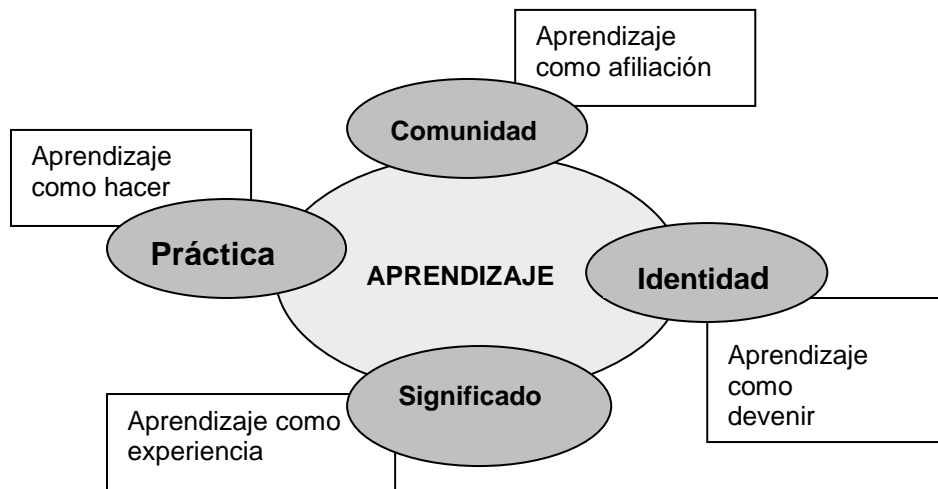 Aprendizaje
como afiliación
Comunidad
Aprendizaje
como hacer
Práctica
APRENDIZAJE
Identidad
Aprendizaje
como
devenir
Significado
Aprendizaje como
experiencia